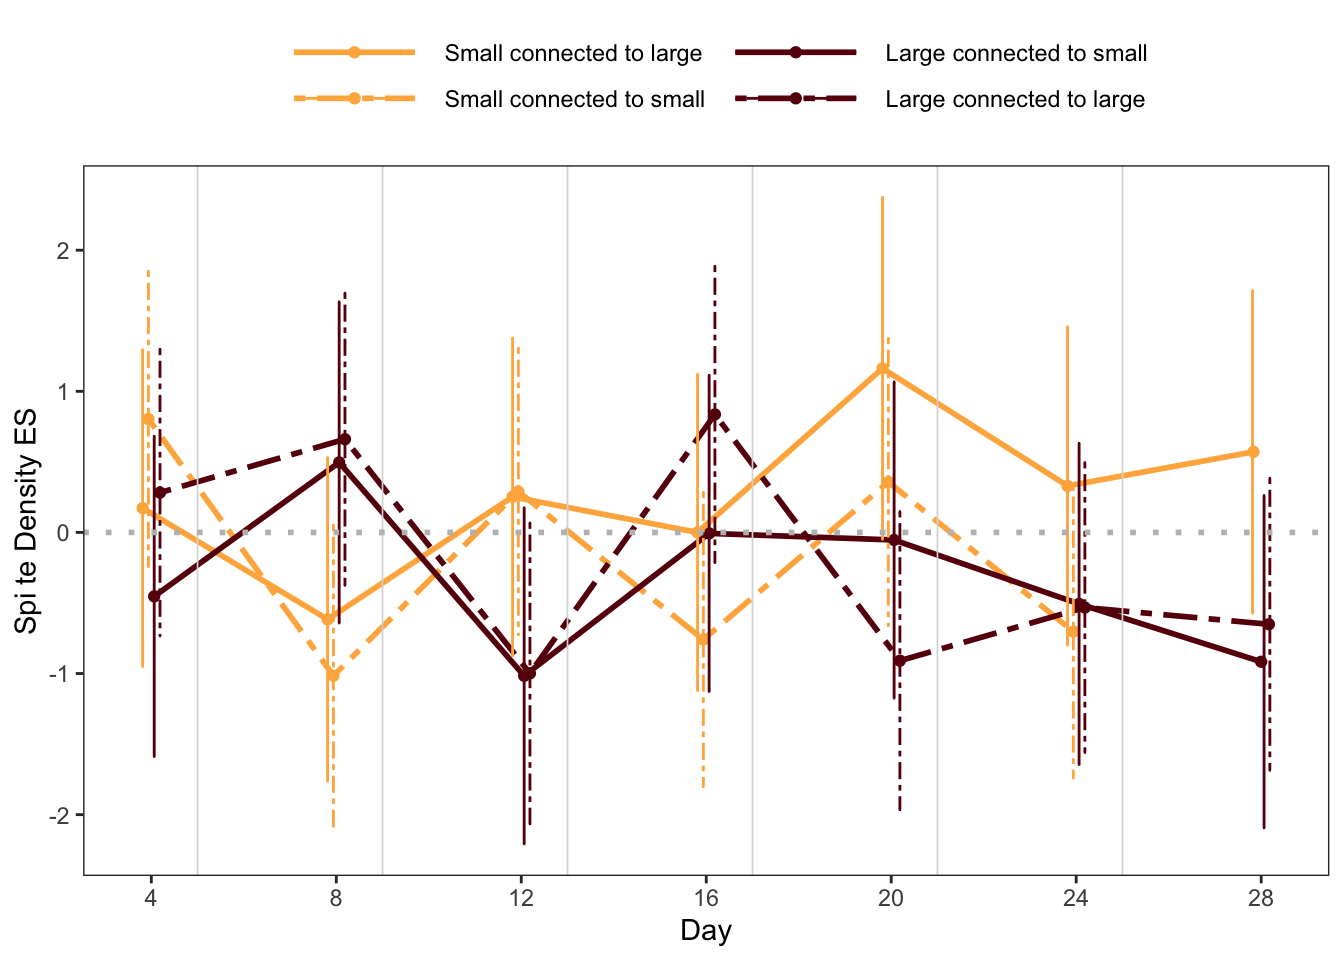 Small connected to large
Large connected to small
Small connected to small
Large connected to large
Spi te Density ES
2
1
0
-1
-2
4
8
12
16
20
24
28
Day